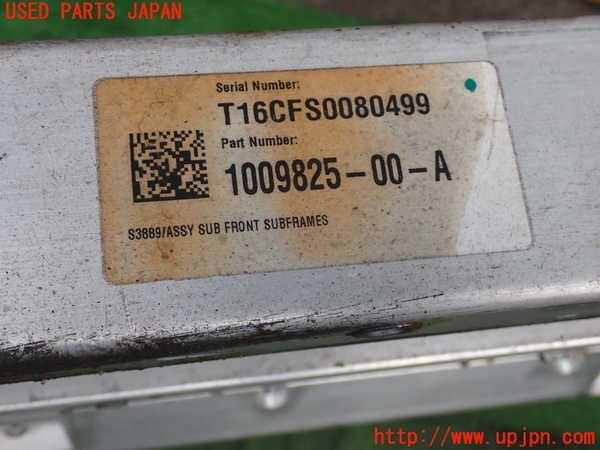 USED PARTS JAPAN
Serial Number:
T16CFS0080499
Part Number:
1009825-00-A
S3889/ASSY SUB FRONT SUBFRAMES
http://www.upjpn.com/